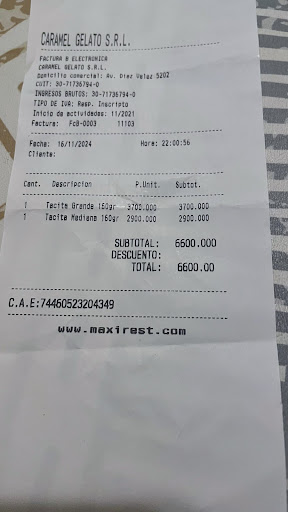 CARAMEL GELATO S.R.L.
FACTURA B ELECTRONICA
CARAMEL GELATO S.R.L.
Domicilio comercial: Av. Diaz Velez 5202
CUIT: 30-71736794-0
INGRESOS BRUTOS: 30-71736794-0
TIPO DE IVA: Resp. Inscripto
Inicio de actividades: 11/2021
Factura: FcB-0003 11103
Fecha: 16/11/2024 Hora: 22:00:56
Cliente:
Cant. Descripcion P.Unit. Subtot.
1 Tacita Grande 160gr 3700.000 3700.000
1 Tacita Mediana 160gr 2900.000 2900.000
SUBTOTAL: 6600.000
DESCUENTO:
TOTAL: 6600.00
C.A.E:74460523204349
www.maxirest.com